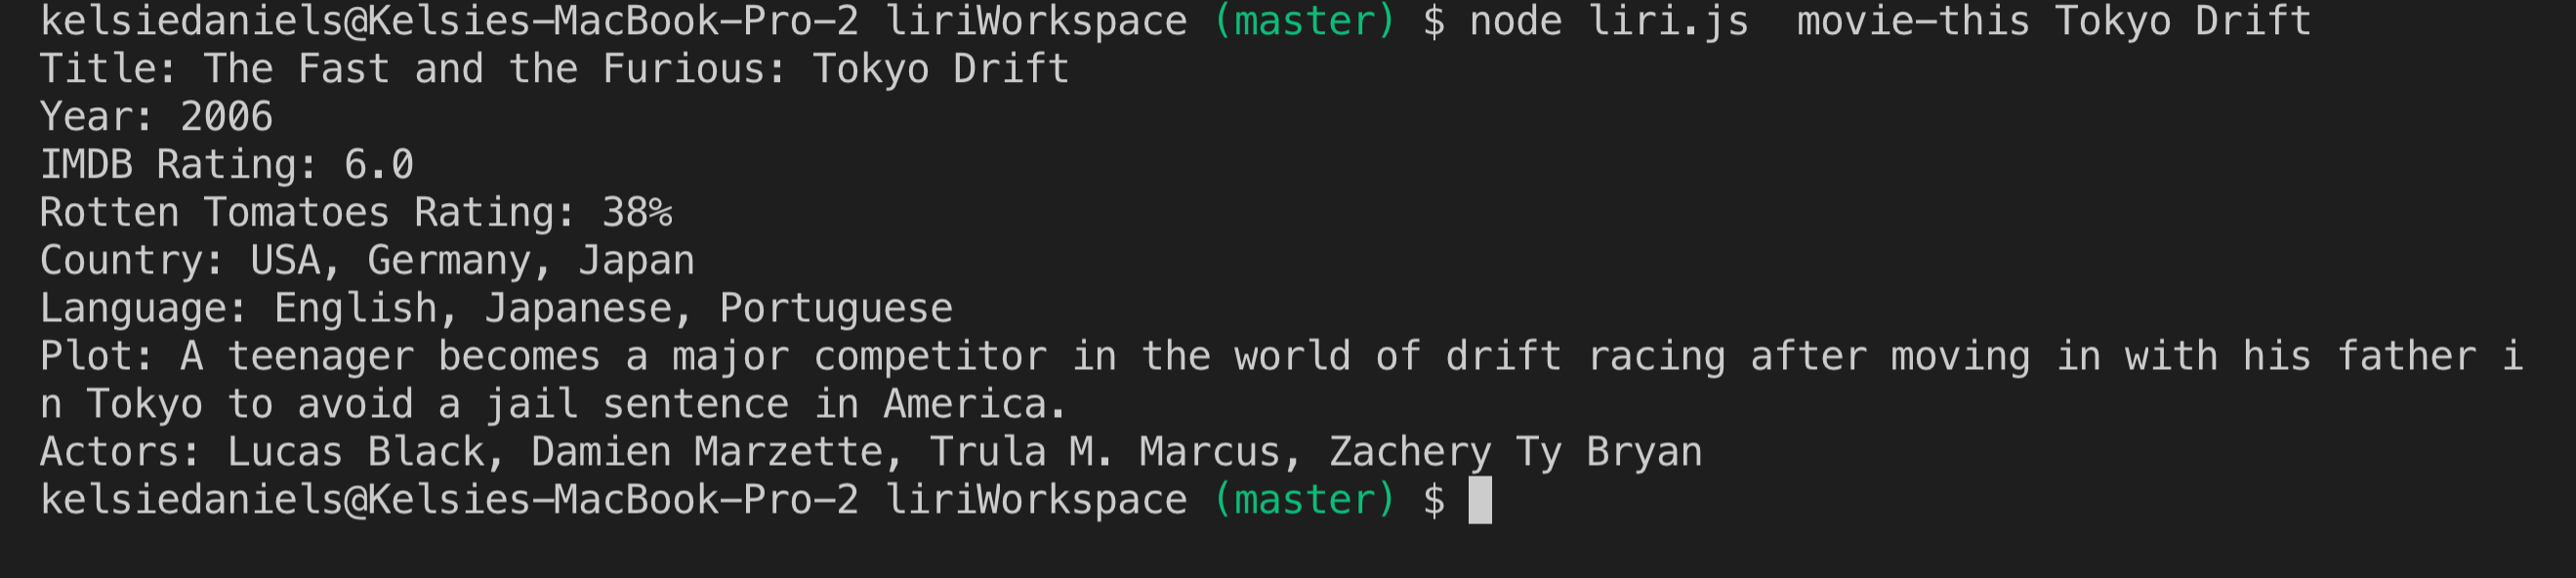 kelsiedaniels@Kelsies-MacBook-Pro-2 liriWorkspace (master) $ node liri.js  movie-this Tokyo Drift
Title: The Fast and the Furious: Tokyo Drift
Year: 2006
IMDB Rating: 6.0
Rotten Tomatoes Rating: 38%
Country: USA, Germany, Japan
Language: English, Japanese, Portuguese
Plot: A teenager becomes a major competitor in the world of drift racing after moving in with his father i
n Tokyo to avoid a jail sentence in America.
Actors: Lucas Black, Damien Marzette, Trula M. Marcus, Zachery Ty Bryan
kelsiedaniels@Kelsies-MacBook-Pro-2 liriWorkspace (master) $